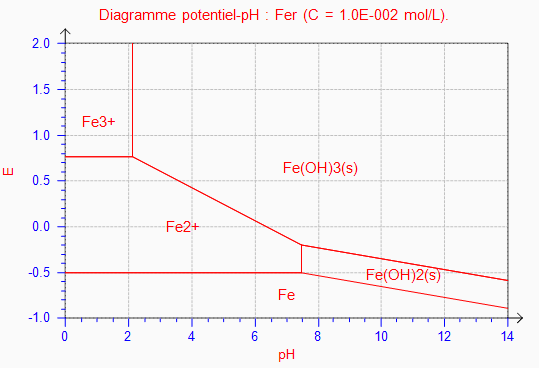 Diagramme potentiel-pH : Fer (C = 1.0E-002 mol/L).
2.0
1.5
Fe3+
1.0
E
Fe(OH)3(s)
0.5
Fe2+
0.0
-0.5
Fe(OH)2(s)
Fe
-1.0
0 2 4 6 8 10 12 14
pH